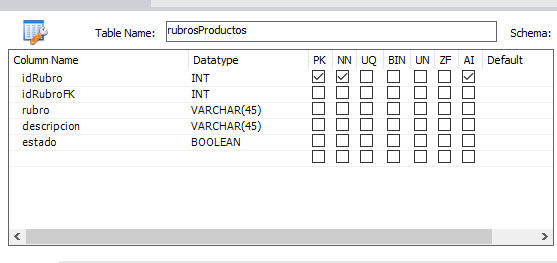 Table Name: rubrosProductos Schema:
Column Name Datatype PK NN UQ BIN UN ZF AI Default
idRubro INT
idRubroFK INT
rubro VARCHAR(45)
descripcion VARCHAR(45)
estado BOOLEAN